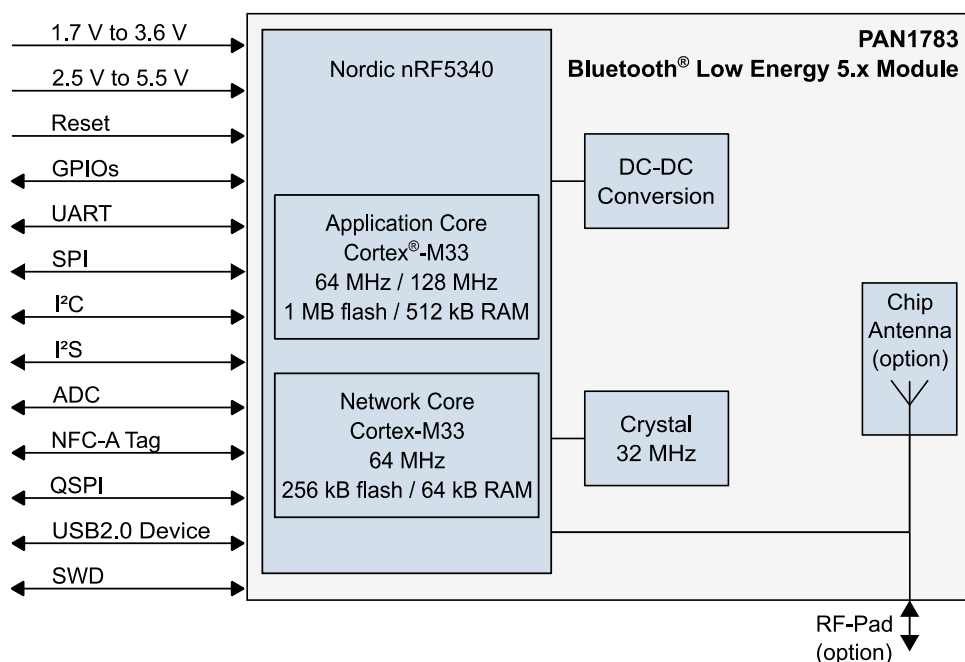 1.7 V to 3.6 V
2.5 V to 5.5 V
Reset
GPIOs
UART
SPI
I²C
I²S
ADC
NFC-A Tag
QSPI
USB2.0 Device
SWD
PAN1783
Bluetooth® Low Energy 5.x Module
Nordic nRF5340
Application Core
Cortex®-M33
64 MHz / 128 MHz
1 MB flash / 512 kB RAM
Network Core
Cortex-M33
64 MHz
256 kB flash / 64 kB RAM
DC-DC
Conversion
Crystal
32 MHz
Chip
Antenna
(option)
RF-Pad
(option)